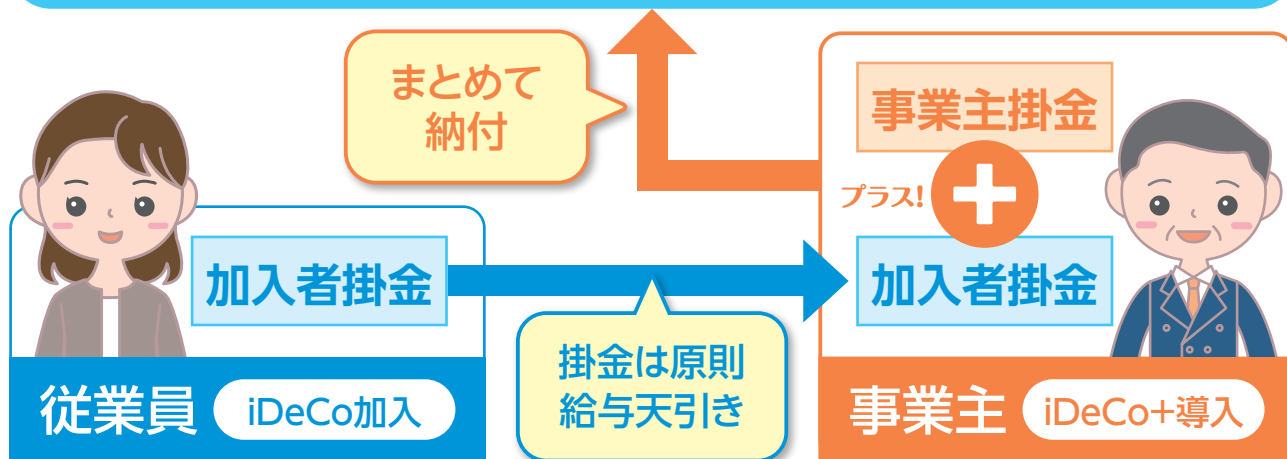 まとめて
納付
事業主掛金
プラス!
加入者掛金
加入者掛金
掛金は原則
給与天引き
従業員 iDeCo加入
事業主 iDeCo+導入